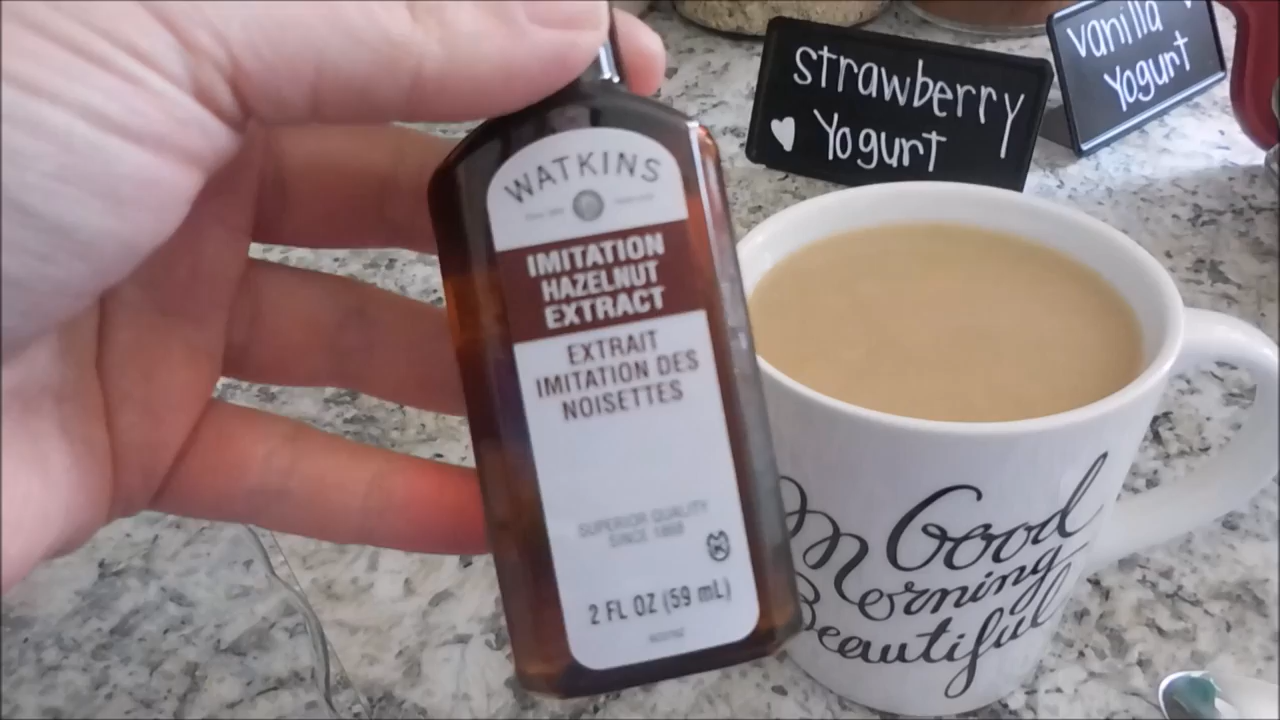 WATKINS
IMITATION
HAZELNUT
EXTRACT
EXTRAIT
IMITATION DES
NOISETTES
SUPERIOR QUALITY
SINCE 1868
2 FL OZ (59 mL)
strawberry
Yogurt
vanilla
Yogurt
Good
Morning
Beautiful